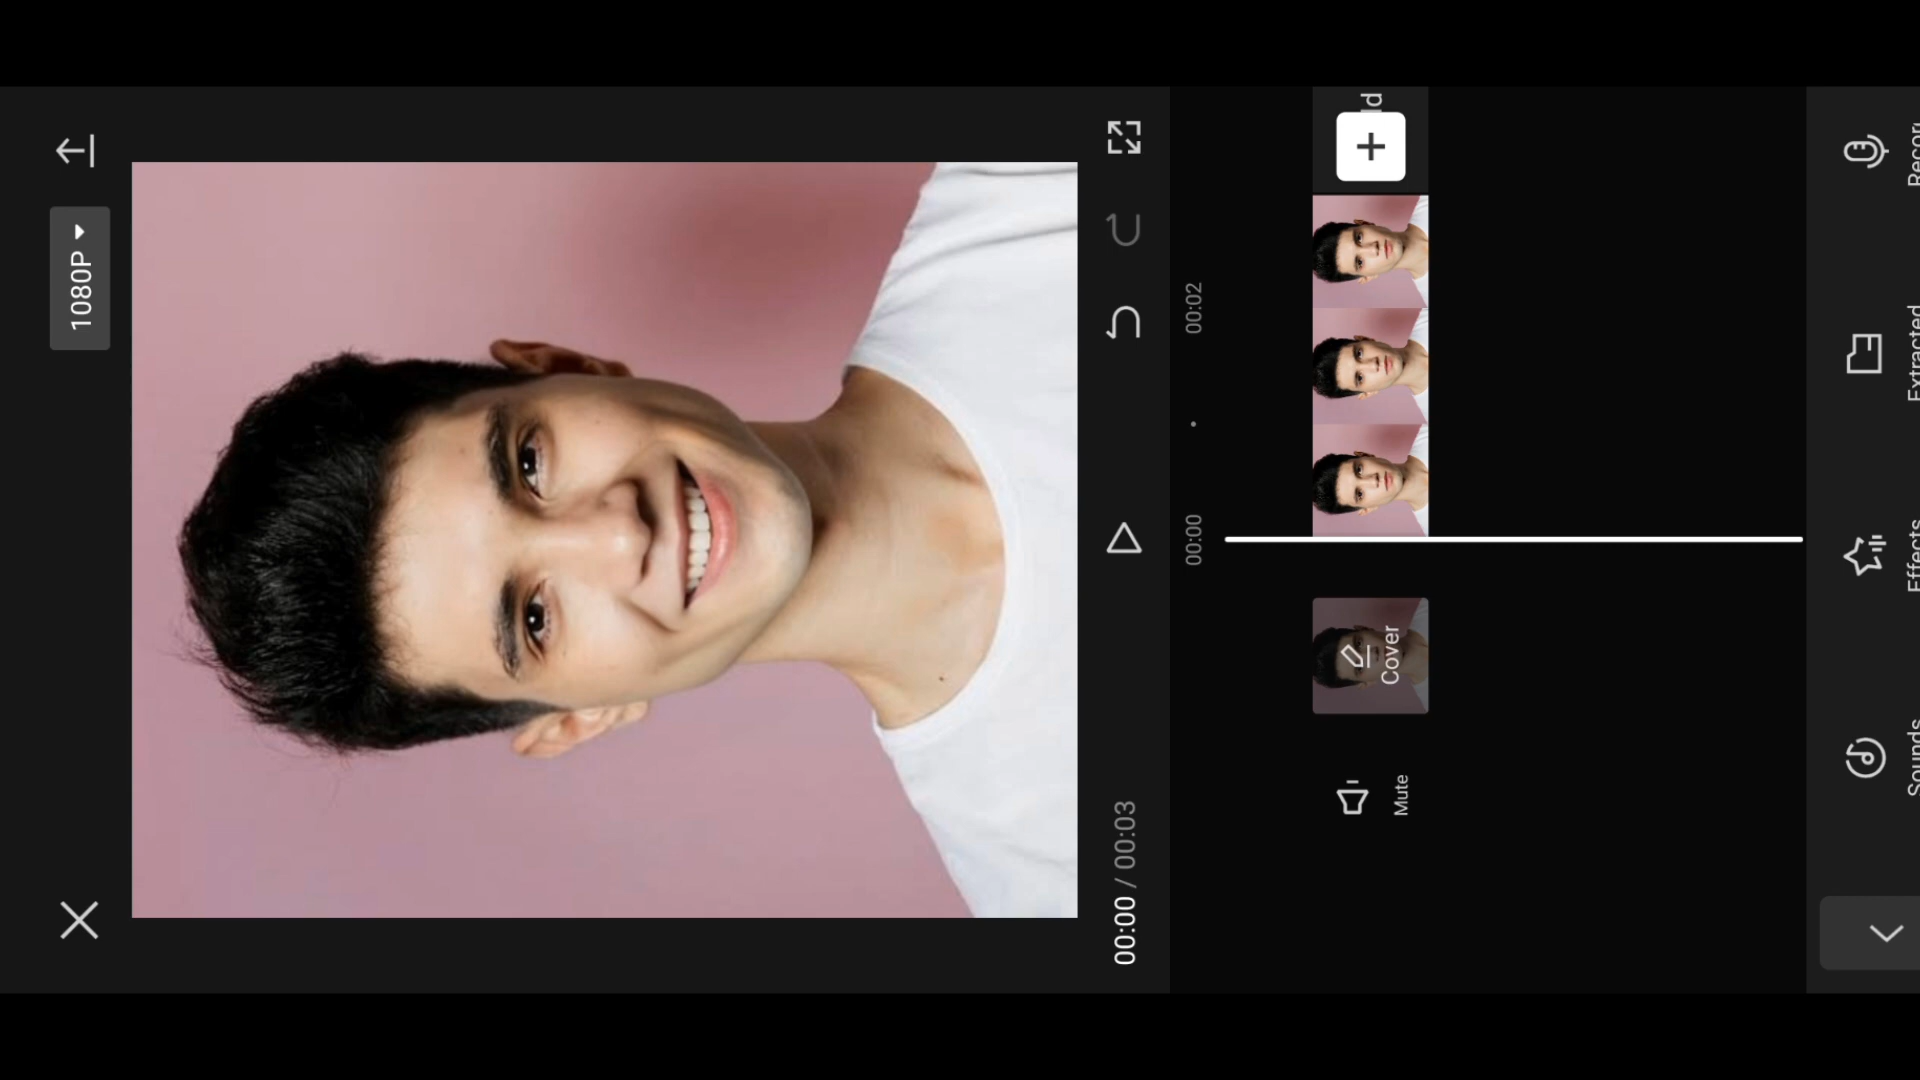 1080P
00:00 / 00:03
00:00
00:02
Cover
Mute
Sounds
Effects
Extracted